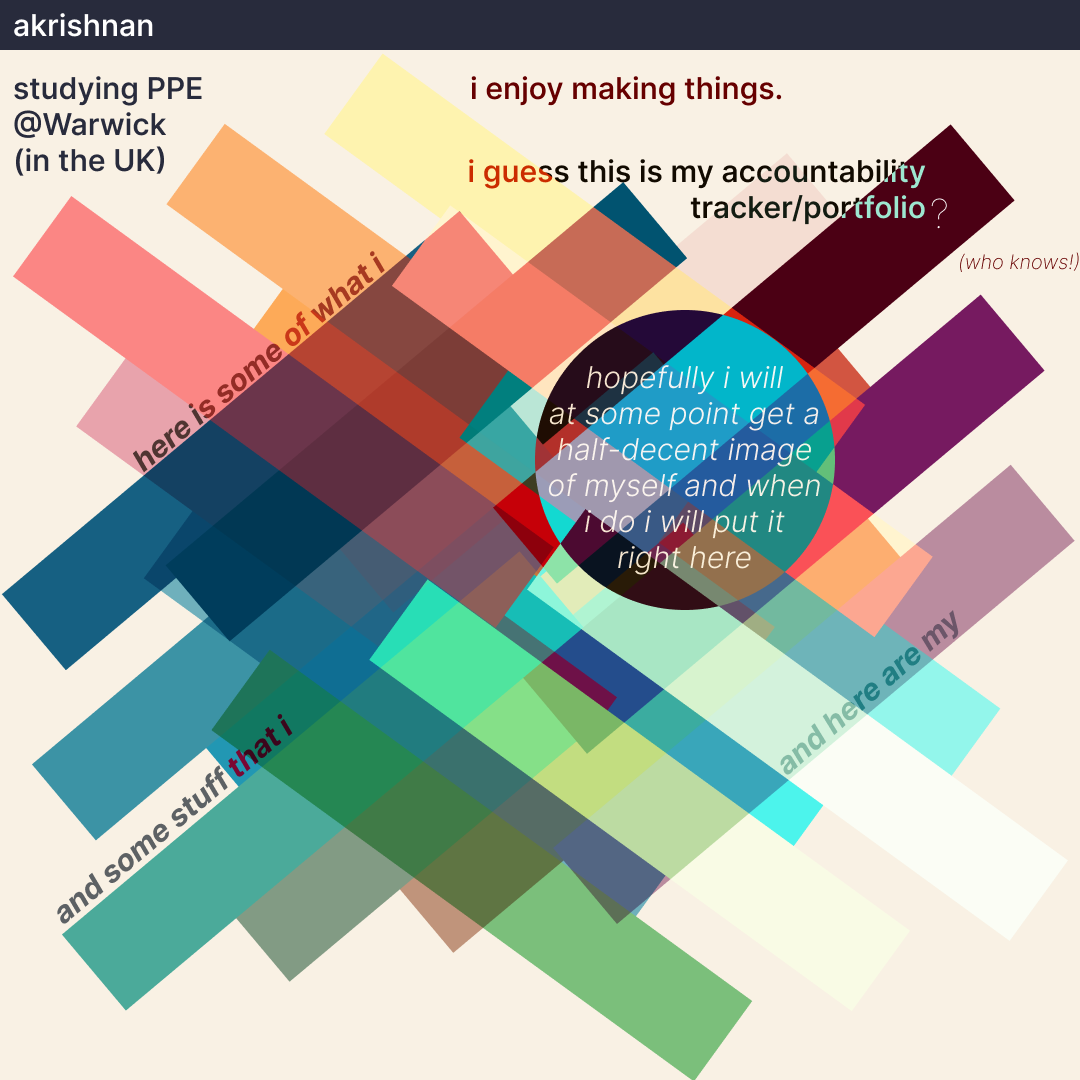 akrishnan
studying PPE
@Warwick
(in the UK)
i enjoy making things.
i guess this is my accountability
tracker/portfolio?
(who knows!)
here is some of what i
hopefully i will
at some point get a
half-decent image
of myself and when
i do i will put it
right here
and here are my
and some stuff that i